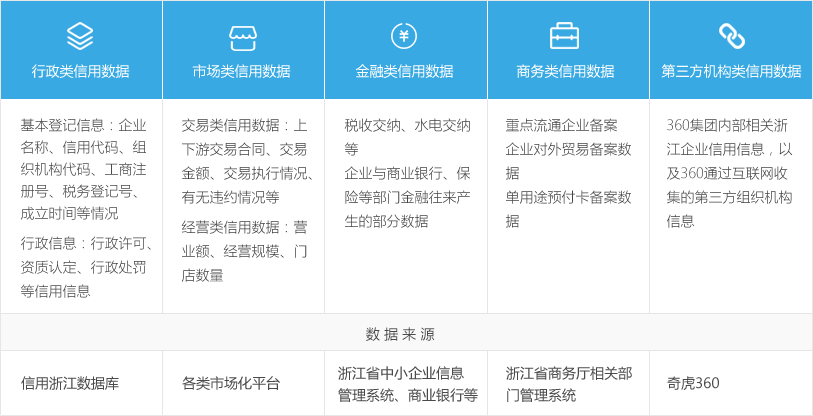 行政类信用数据
市场类信用数据
金融类信用数据
商务类信用数据
第三方机构类信用数据
基本登记信息：企业
名称、信用代码、组
织机构代码、工商注
册号、税务登记号、
成立时间等情况
行政信息：行政许可、
资质认定、行政处罚
等信用信息
交易类信用数据：上
下游交易合同、交易
金额、交易执行情况、
有无违约情况等
经营类信用数据：营
业额、经营规模、门
店数量
税收交纳、水电交纳
等
企业与商业银行、保
险等部门金融往来产
生的部分数据
重点流通企业备案
企业对外贸易备案数
据
单用途预付卡备案数
据
360集团内部相关浙
江企业信用信息，以
及360通过互联网收
集的第三方组织机构
信息
数据来源
信用浙江数据库
各类市场化平台
浙江省中小企业信息
管理系统、商业银行等
浙江省商务厅相关部
门管理系统
奇虎360